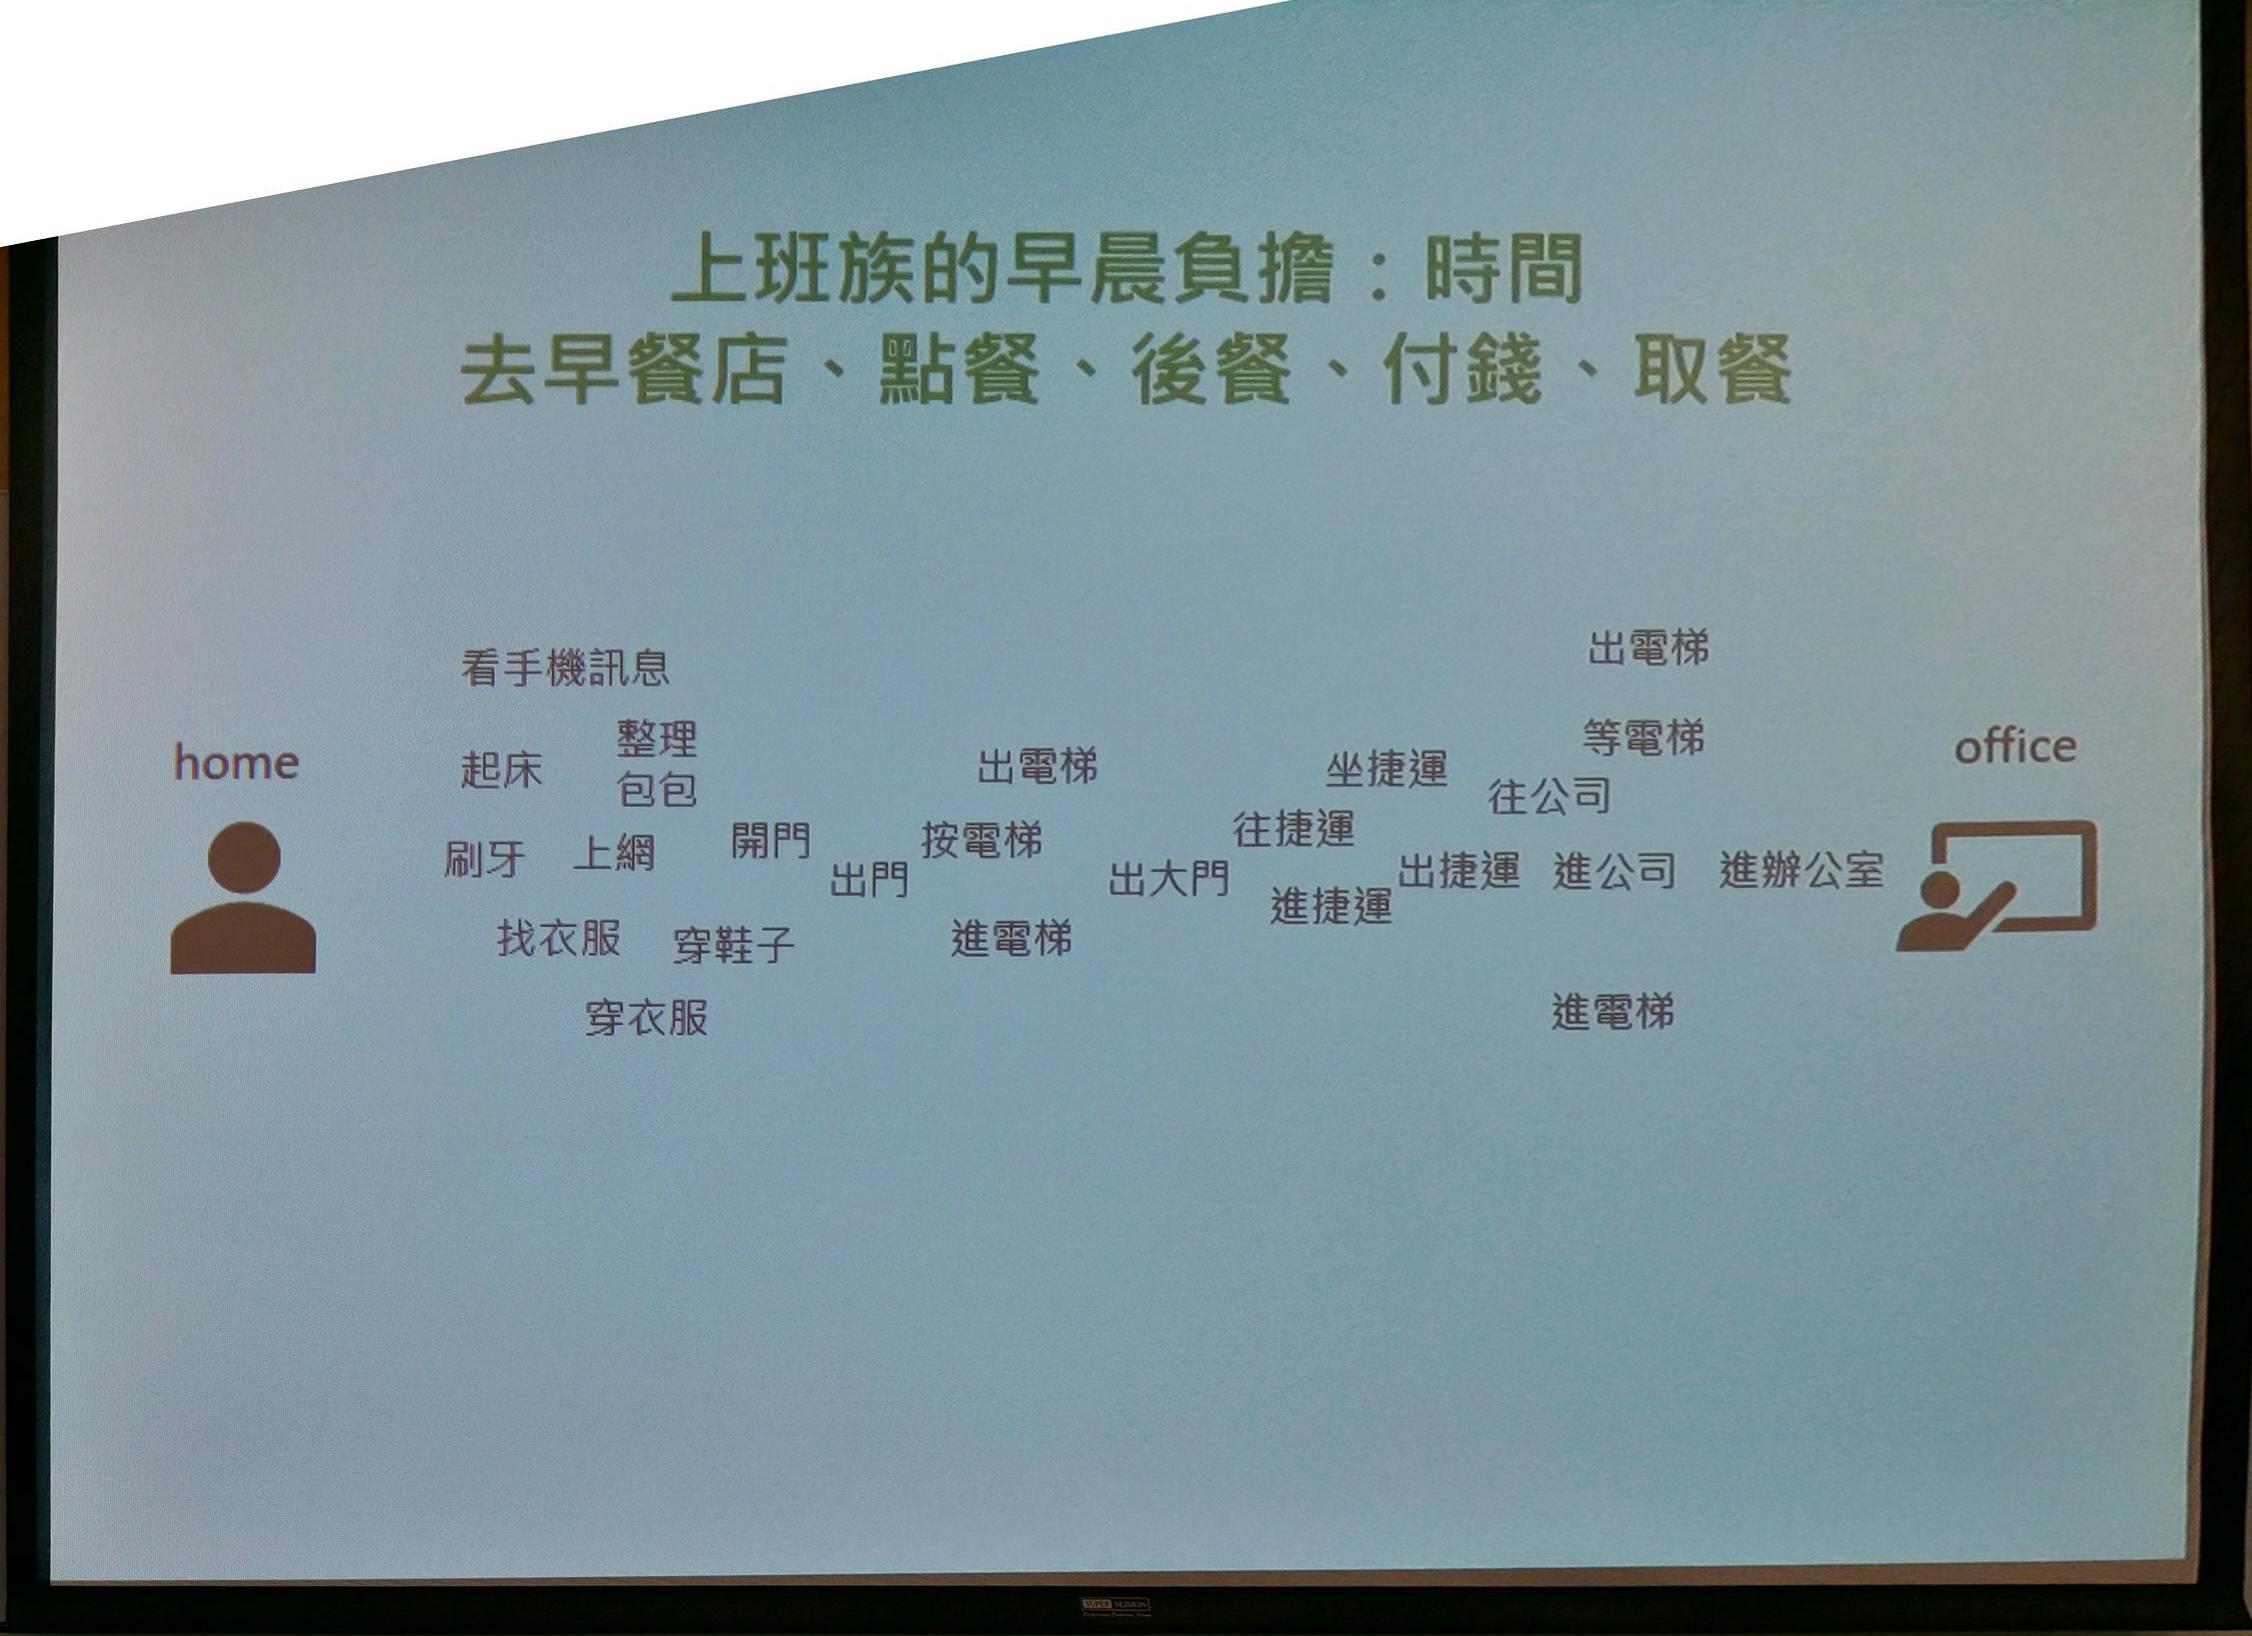 上班族的早晨負擔：時間
去早餐店、點餐、後餐、付錢、取餐
home
看手機訊息
起床
整理
包包
刷牙
上網
找衣服
穿鞋子
穿衣服
開門
出門
出電梯
按電梯
進電梯
出大門
往捷運
進捷運
坐捷運
出捷運
往公司
出電梯
等電梯
進公司
進電梯
進辦公室
office
SUPER